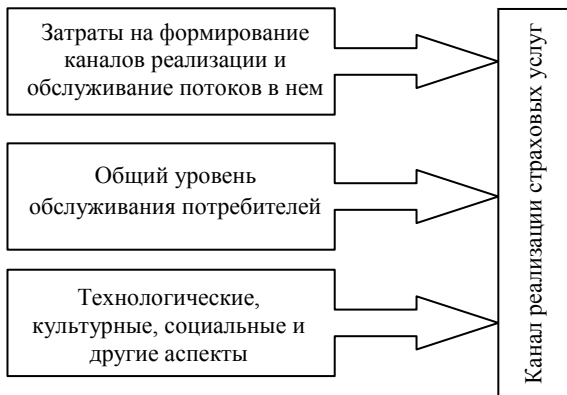 Затраты на формирование
каналов реализации и
обслуживание потоков в нем
Общий уровень
обслуживания потребителей
Технологические,
культурные, социальные и
другие аспекты
Канал реализации страховых услуг